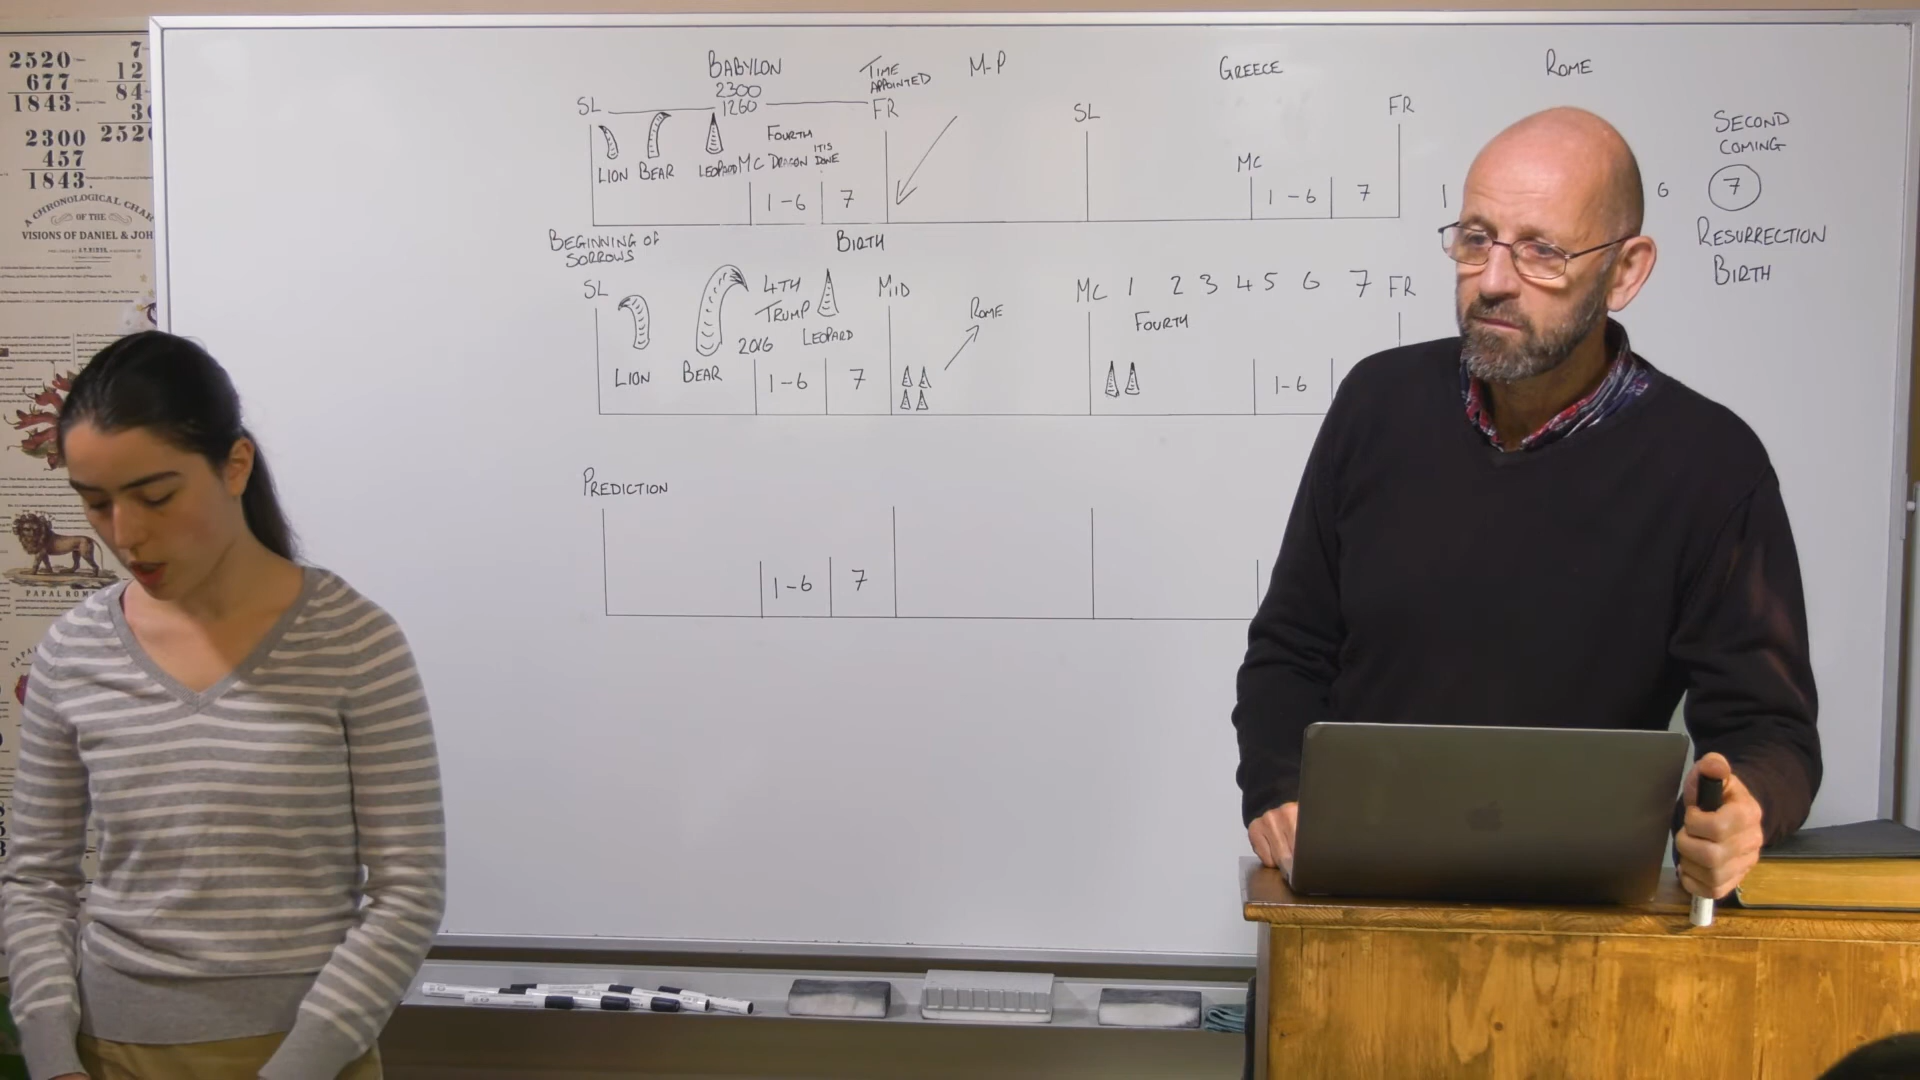 2520
677
1843.
7
12
84
2520
2300
457
1843.
A CHRONOLOGICAL CHAR
OF THE
VISIONS OF DANIEL & JOH
PAPAL ROM
BABYLON
2300
1260
TIME
APPOINTED
M-P
GREECE
ROME
SL
FR
SL
FR
LION
BEAR
LEOPARD
MC
FOURTH
DRAGON
IT IS
DONE
1-6
7
MC
1-6
7
1
6
SECOND
COMING
7
RESURRECTION
BIRTH
BEGINNING OF
SORROWS
BIRTH
SL
4TH
TRUMP
2016
LEOPARD
MID
ROME
MC 1 2 3 4 5 6 7 FR
FOURTH
LION
BEAR
1-6
7
1-6
PREDICTION
1-6
7